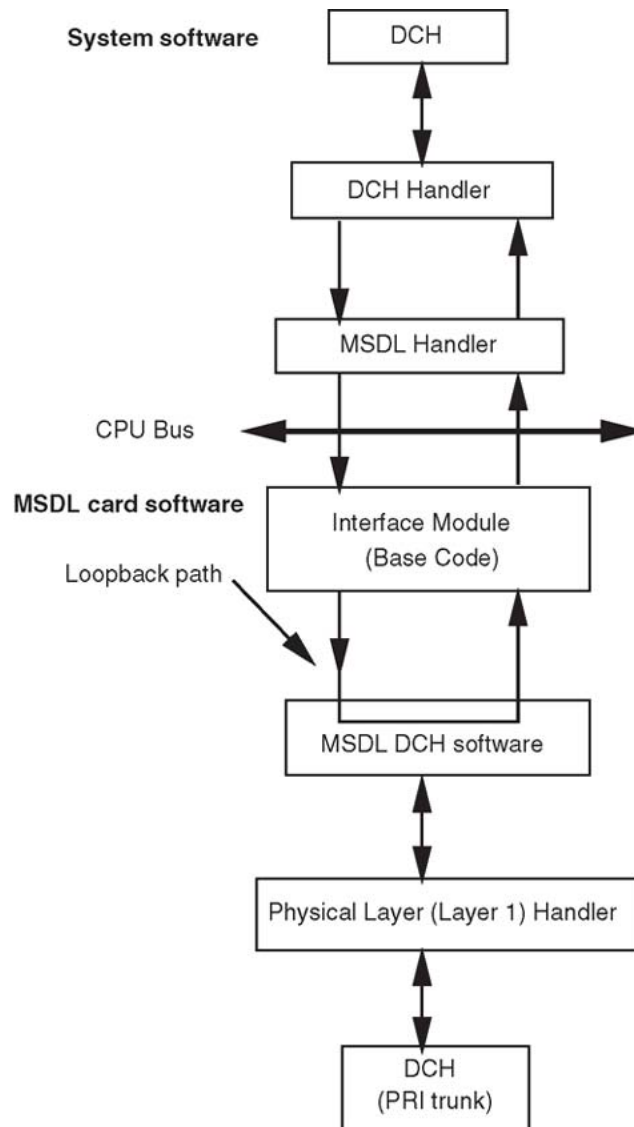 System software
DCH
DCH Handler
MSDL Handler
CPU Bus
MSDL card software
Interface Module
(Base Code)
Loopback path
MSDL DCH software
Physical Layer (Layer 1) Handler
DCH
(PRI trunk)